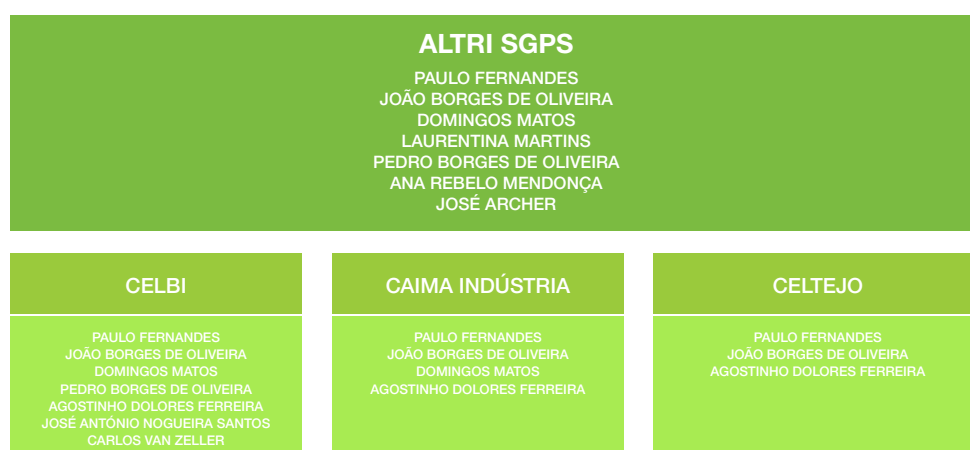 ALTRI SGPS
PAULO FERNANDES
JOÃO BORGES DE OLIVEIRA
DOMINGOS MATOS
LAURENTINA MARTINS
PEDRO BORGES DE OLIVEIRA
ANA REBELO MENDONÇA
JOSÉ ARCHER
CELBI
PAULO FERNANDES
JOÃO BORGES DE OLIVEIRA
DOMINGOS MATOS
PEDRO BORGES DE OLIVEIRA
AGOSTINHO DOLORES FERREIRA
JOSÉ ANTÓNIO NOGUEIRA SANTOS
CARLOS VAN ZELLER
CAIMA INDÚSTRIA
PAULO FERNANDES
JOÃO BORGES DE OLIVEIRA
DOMINGOS MATOS
AGOSTINHO DOLORES FERREIRA
CELTEJO
PAULO FERNANDES
JOÃO BORGES DE OLIVEIRA
AGOSTINHO DOLORES FERREIRA